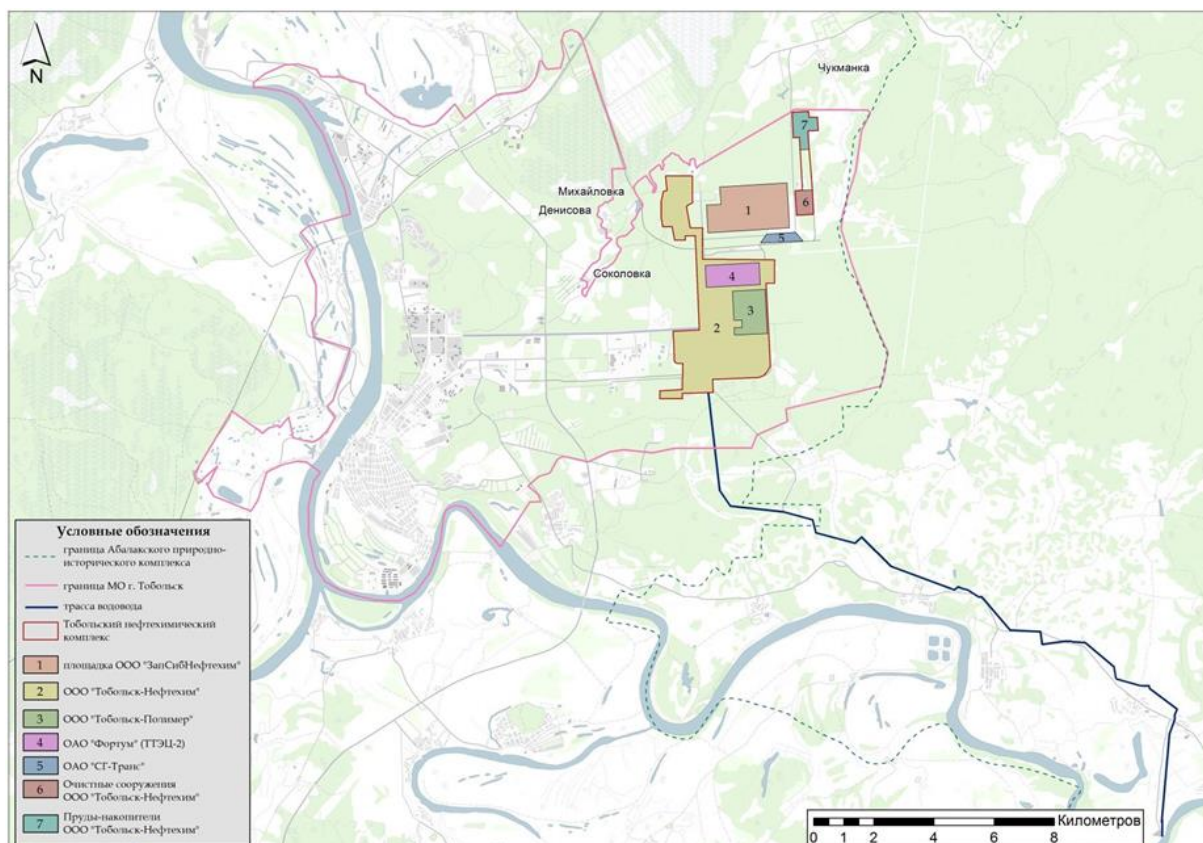 N
Чукманка
7
Михайловка
Денисова
6
1
5
Соколовка
4
3
2
Условные обозначения
граница Абалакского природно-
исторического комплекса
граница МО г. Тобольск
трасса водовода
Тобольский нефтехимический
комплекс
1 площадка ООО "ЗапСибНефтехим"
2 ООО "Тобольск-Нефтехим"
3 ООО "Тобольск-Полимер"
4 ОАО "Фортум" (ТТЭЦ-2)
5 ОАО "СГ-Транс"
6 Очистные сооружения
ООО "Тобольск-Нефтехим"
7 Пруды-накопители
ООО "Тобольск-Нефтехим"
Километров
0 1 2 4 6 8